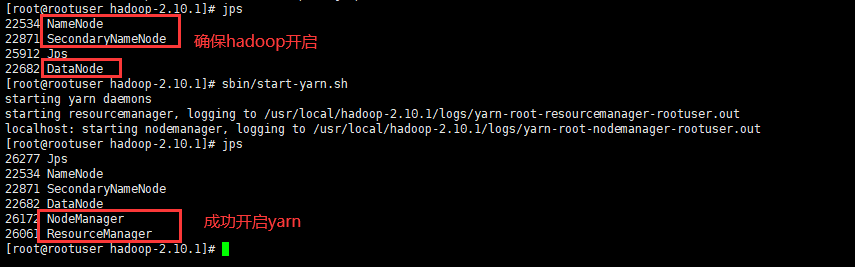 [root@rootuser hadoop-2.10.1]# jps
22534 NameNode
22871 SecondaryNameNode
确保hadoop开启
25912 Jps
22682 DataNode
[root@rootuser hadoop-2.10.1]# sbin/start-yarn.sh
starting yarn daemons
starting resourcemanager, logging to /usr/local/hadoop-2.10.1/logs/yarn-root-resourcemanager-rootuser.out
localhost: starting nodemanager, logging to /usr/local/hadoop-2.10.1/logs/yarn-root-nodemanager-rootuser.out
[root@rootuser hadoop-2.10.1]# jps
26277 Jps
22534 NameNode
22871 SecondaryNameNode
22682 DataNode
26172 NodeManager
成功开启yarn
26061 ResourceManager
[root@rootuser hadoop-2.10.1]#